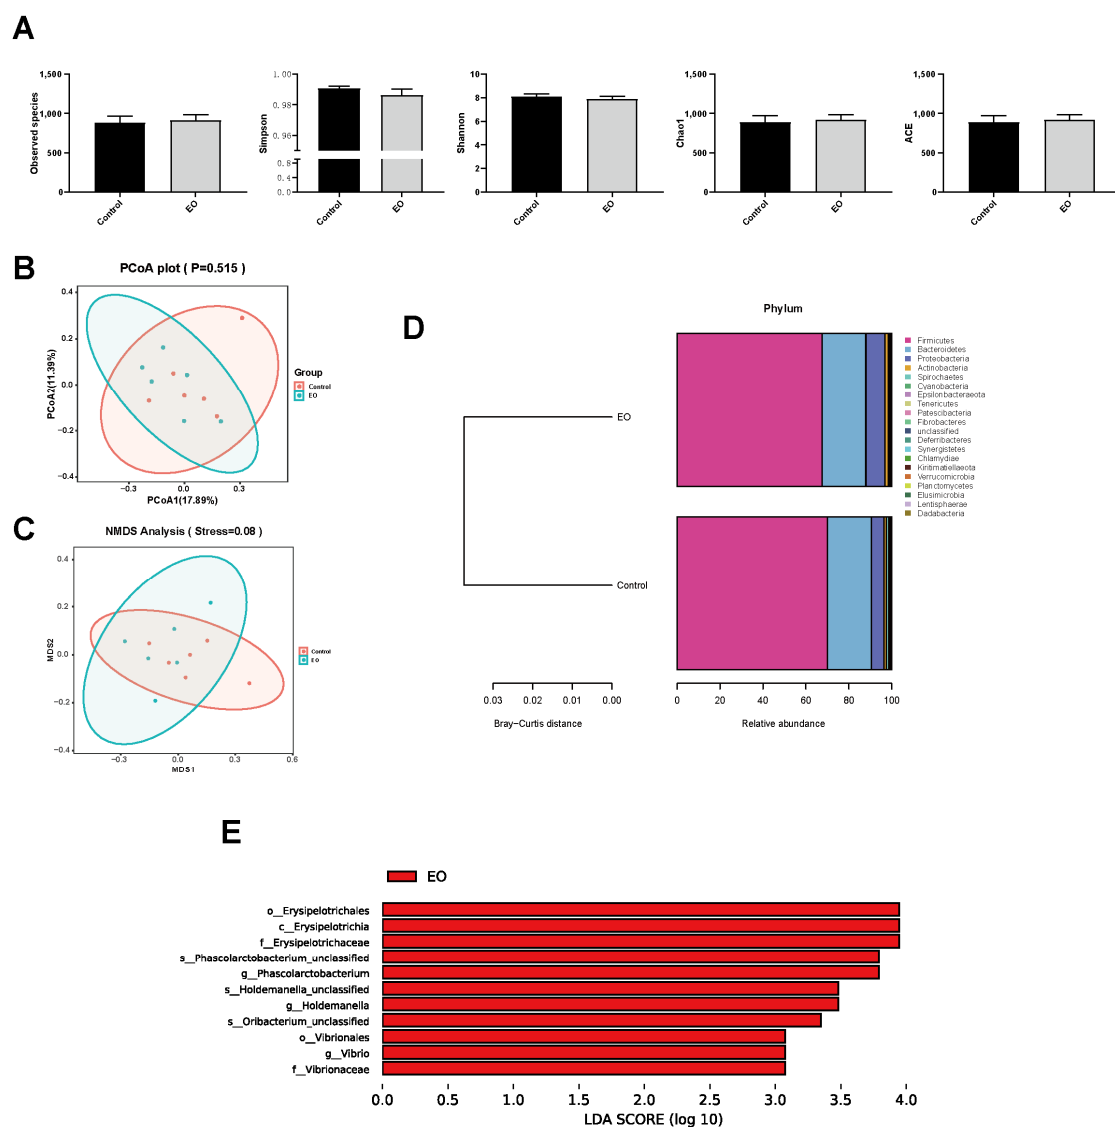 A
1,500
1,000
500
0
Observed species
Control
EO
1.00
0.98
0.96
0.8
0.4
0.0
Simpson
Control
EO
10
8
6
4
2
0
Shannon
Control
EO
1,500
1,000
500
0
Chao1
Control
EO
1,500
1,000
500
0
ACE
Control
EO
B
PCoA plot ( P=0.515 )
0.4
0.2
0.0
−0.2
−0.4
PCoA2(11.39%)
−0.3
0.0
0.3
PCoA1(17.89%)
Group
Control
EO
C
NMDS Analysis ( Stress=0.08 )
0.4
0.2
0.0
−0.2
−0.4
MDS2
−0.3
0.0
0.3
0.6
MDS1
Control
EO
D
Phylum
EO
Control
0.03
0.02
0.01
0.00
Bray−Curtis distance
0
20
40
60
80
100
Relative abundance
Firmicutes
Bacteroidetes
Proteobacteria
Actinobacteria
Spirochaetes
Cyanobacteria
Epsilonbacteraeota
Tenericutes
Patescibacteria
Fibrobacteres
unclassified
Deferribacteres
Synergistetes
Chlamydiae
Kiritimatiellaeota
Verrucomicrobia
Planctomycetes
Elusimicrobia
Lentisphaerae
Dadabacteria
E
EO
o__Erysipelotrichales
c__Erysipelotrichia
f__Erysipelotrichaceae
s__Phascolarctobacterium_unclassified
g__Phascolarctobacterium
s__Holdemanella_unclassified
g__Holdemanella
s__Oribacterium_unclassified
o__Vibrionales
g__Vibrio
f__Vibrionaceae
0.0
0.5
1.0
1.5
2.0
2.5
3.0
3.5
4.0
LDA SCORE (log 10)